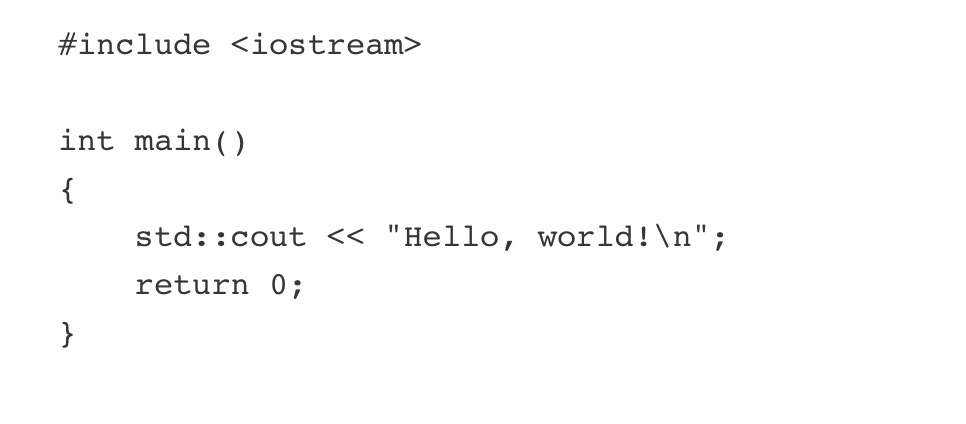 #include <iostream>

int main()
{
    std::cout << "Hello, world!\n";
    return 0;
}